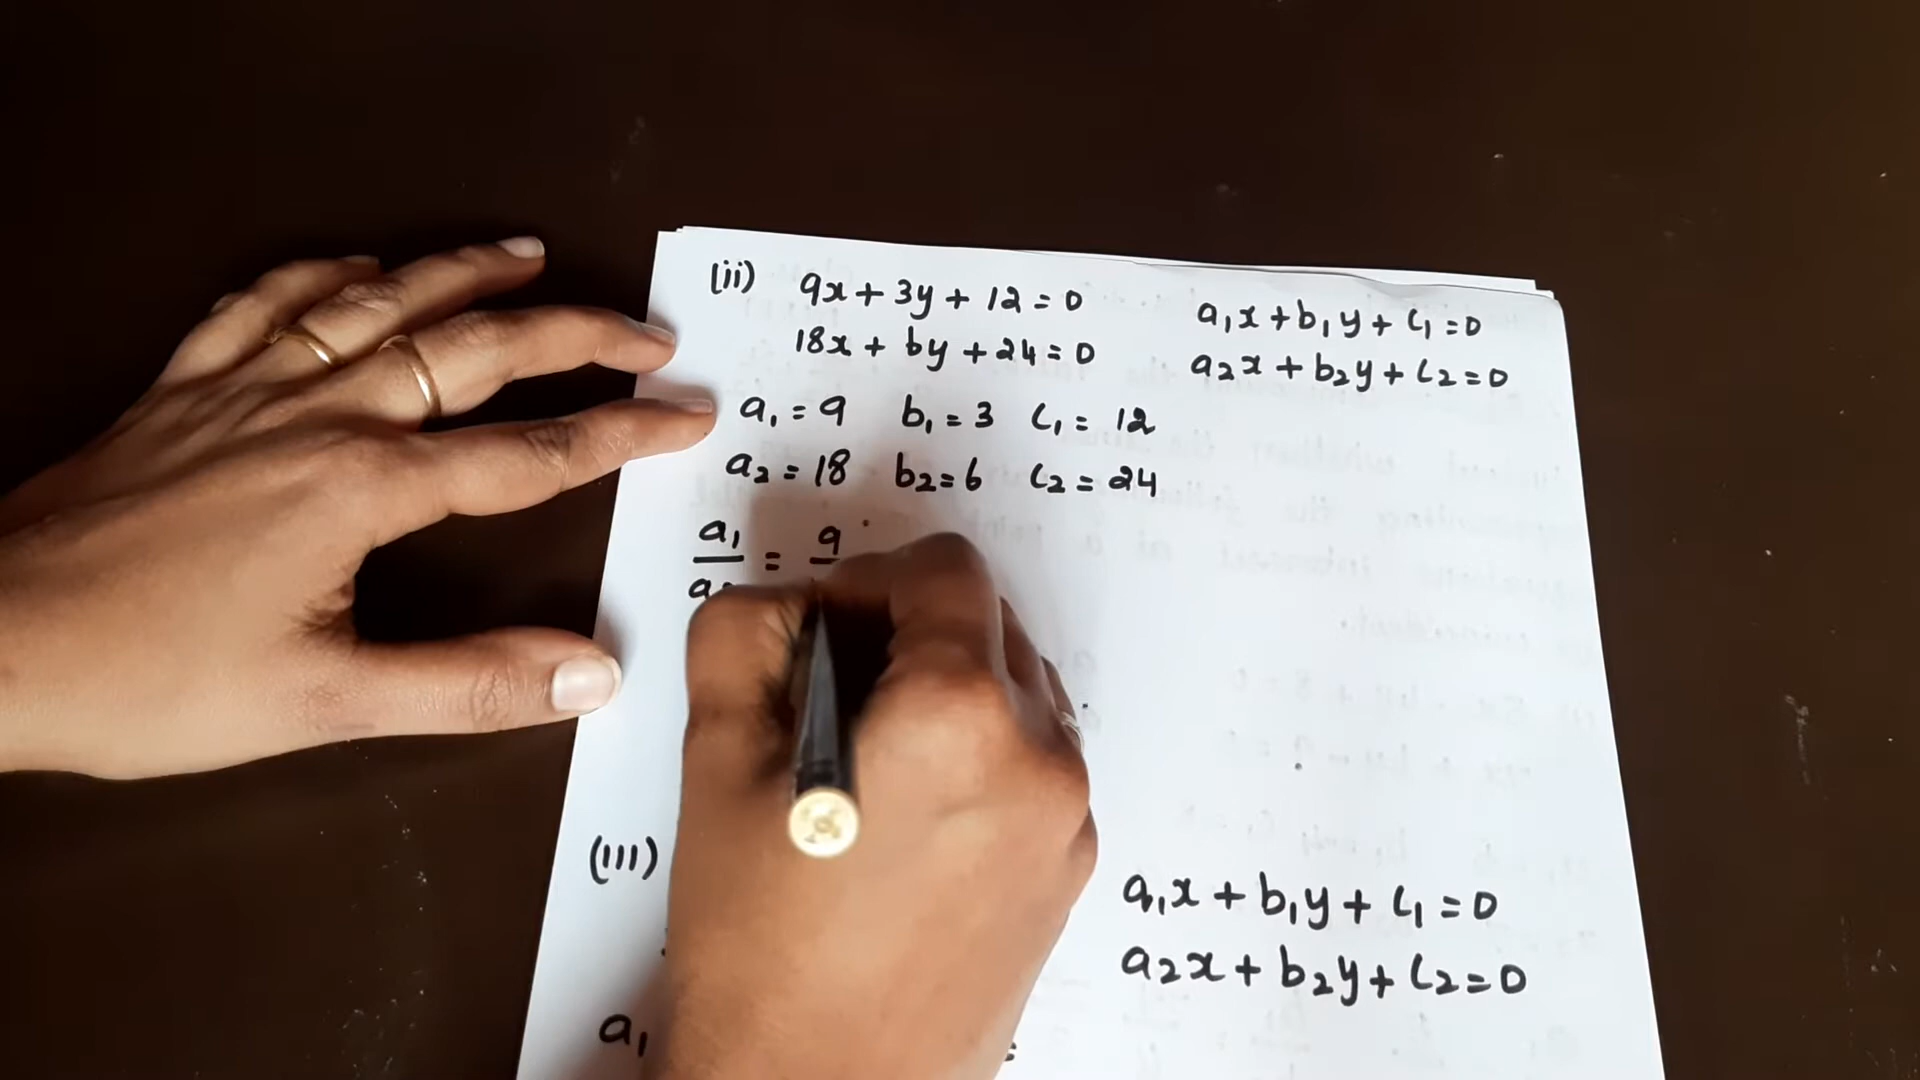 (ii) 9x + 3y + 12 = 0
18x + 6y + 24 = 0
a₁x + b₁y + c₁ = 0
a₂x + b₂y + c₂ = 0
a₁ = 9 b₁ = 3 c₁ = 12
a₂ = 18 b₂ = 6 c₂ = 24
a₁ = 9
(iii)
a₁x + b₁y + c₁ = 0
a₂x + b₂y + c₂ = 0
a₁